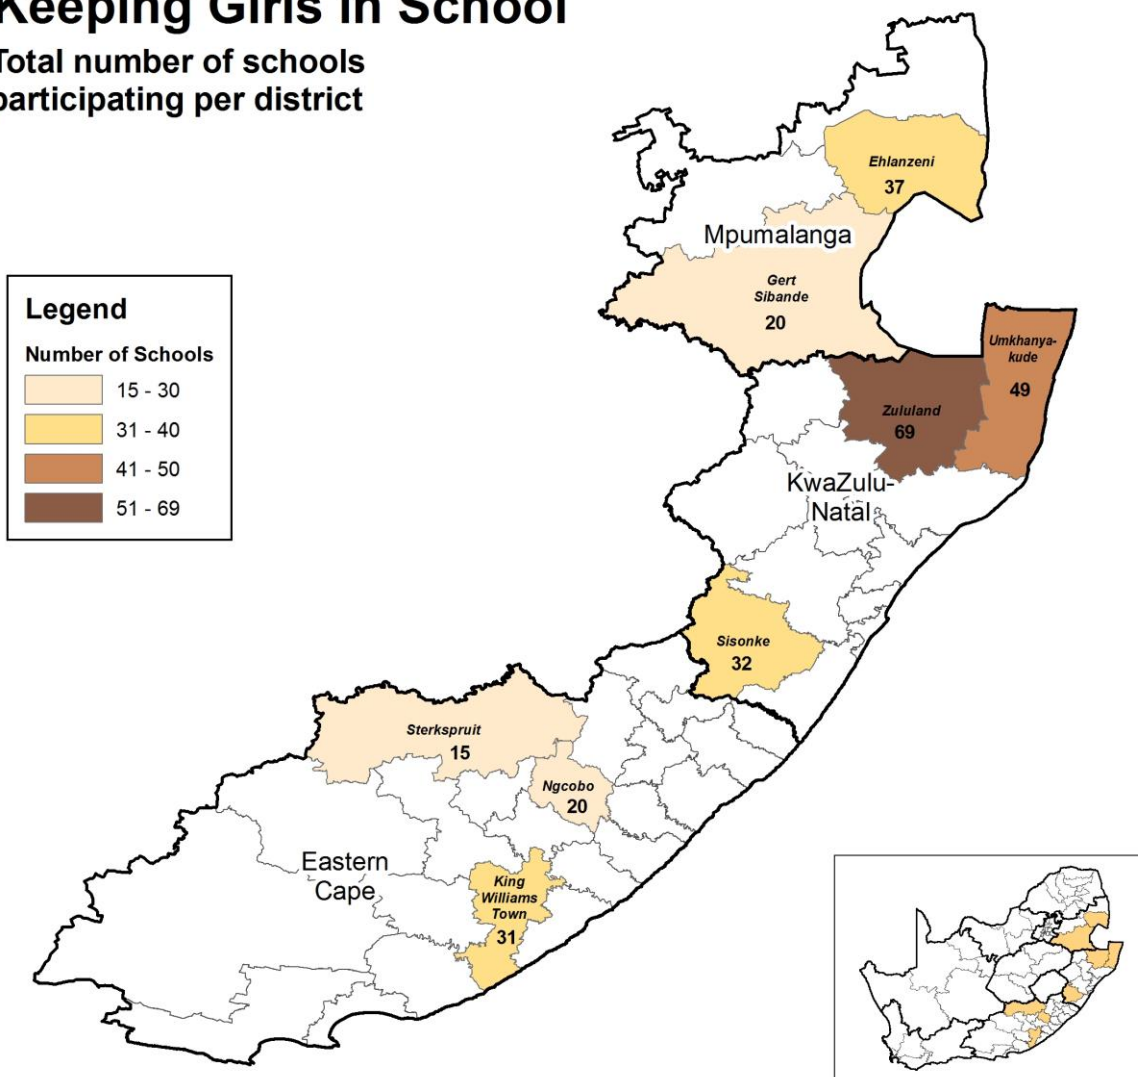 Keeping Girls in School
Total number of schools
participating per district
Legend
Number of Schools
15 - 30
31 - 40
41 - 50
51 - 69
Ehlanzeni
37
Mpumalanga
Gert
Sibande
20
Umkhanya-
kude
49
Zululand
69
KwaZulu-
Natal
Sisonke
32
Sterkspruit
15
Ngcobo
20
Eastern
Cape
King
Williams
Town
31